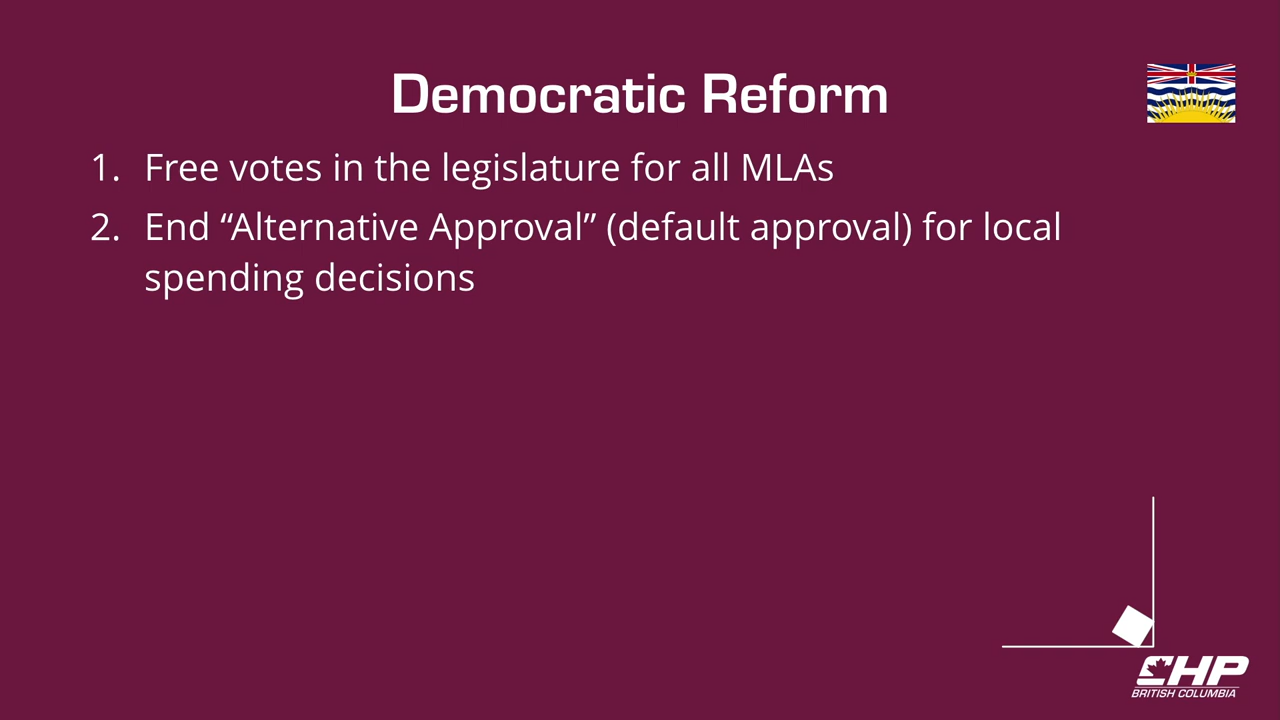 Democratic Reform
1. Free votes in the legislature for all MLAs
2. End “Alternative Approval” (default approval) for local
spending decisions
CHP
BRITISH COLUMBIA